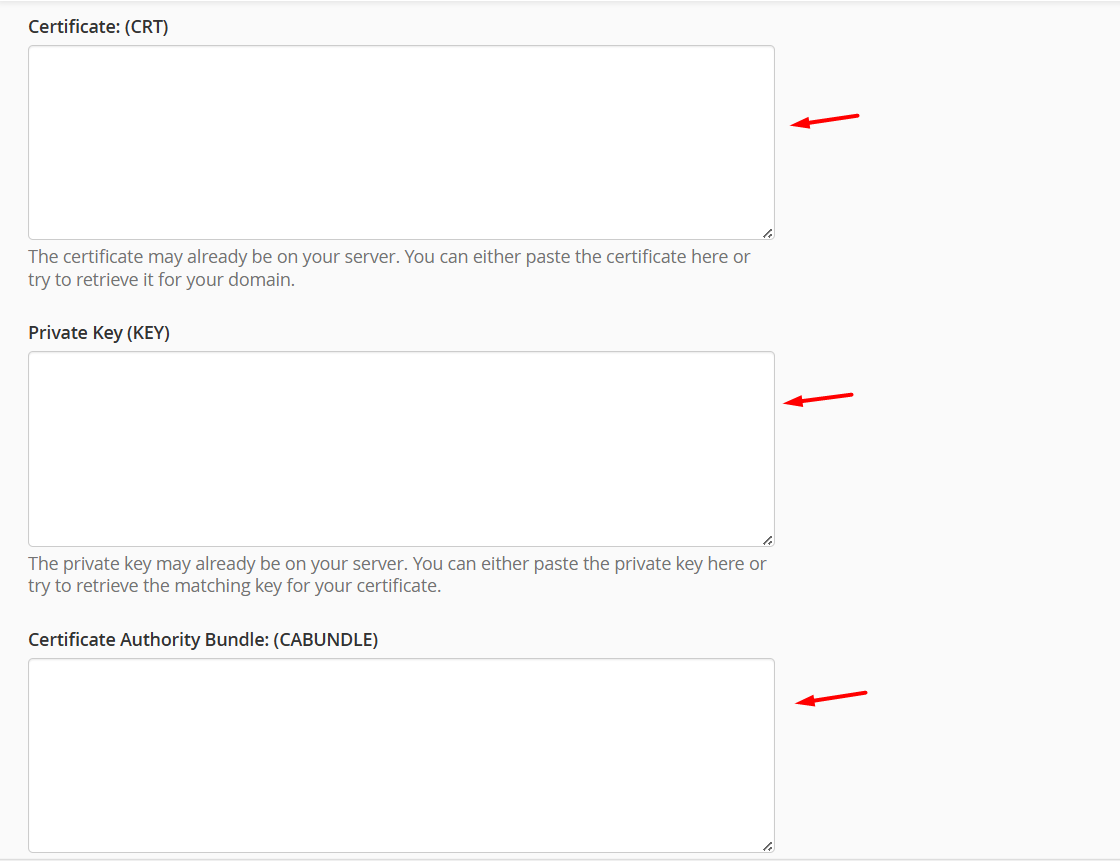 Certificate: (CRT)
The certificate may already be on your server. You can either paste the certificate here or
try to retrieve it for your domain.
Private Key (KEY)
The private key may already be on your server. You can either paste the private key here or
try to retrieve the matching key for your certificate.
Certificate Authority Bundle: (CABUNDLE)